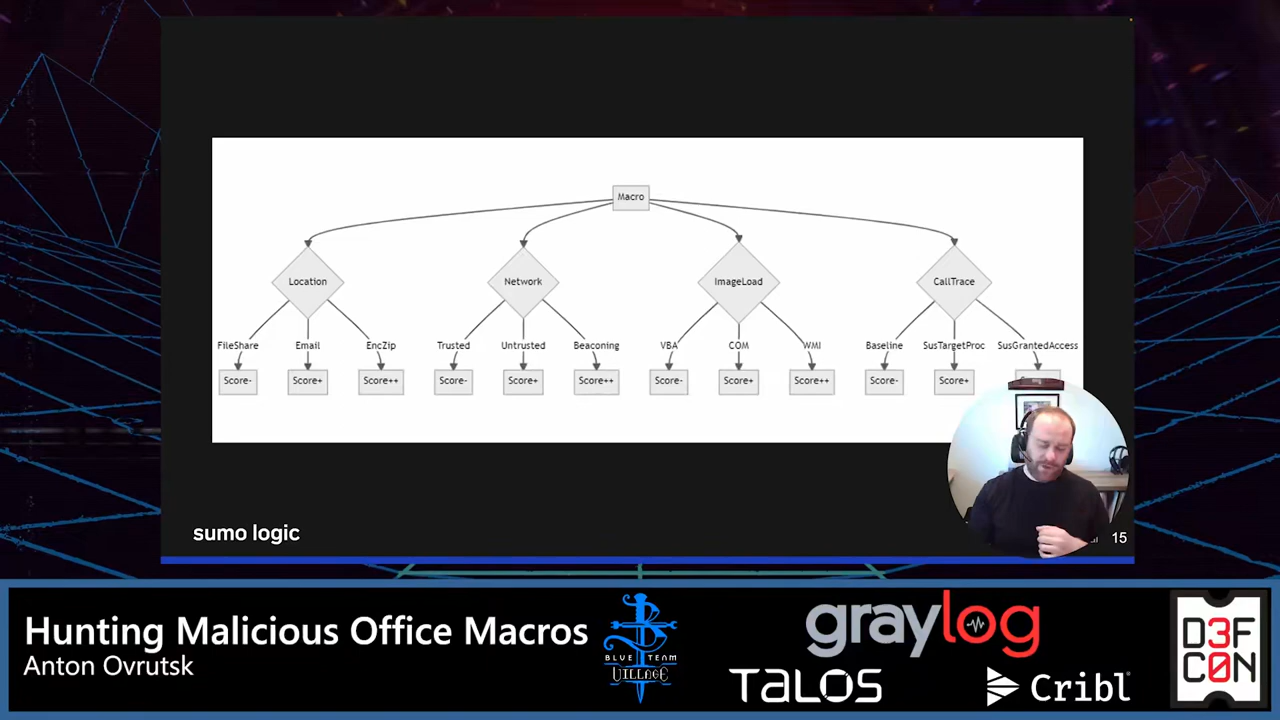 Macro
Location
Network
ImageLoad
CallTrace
FileShare
Email
EncZip
Trusted
Untrusted
Beaconing
VBA
COM
WMI
Baseline
SusTargetProc
SusGrantedAccess
Score-
Score+
Score++
Score-
Score+
Score++
Score-
Score+
Score++
Score-
Score+
sumo logic
15
Hunting Malicious Office Macros
Anton Ovrutsk
BLUE TEAM
VILLAGE
graylog
TALOS
Cribl
D3F
C0N